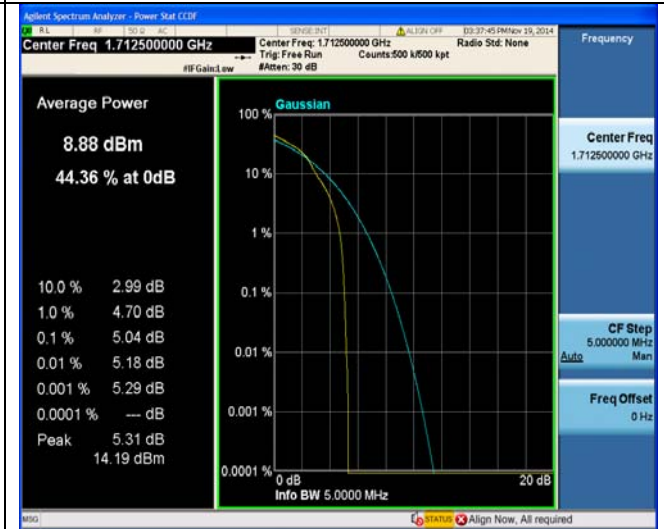 Agilent Spectrum Analyzer - Power Stat CCDF
RL RF 50 Ω AC SENSE:INT ALIGN OFF 03:37:45 PM Nov 19, 2014
Center Freq 1.712500000 GHz
Center Freq: 1.712500000 GHz Radio Std: None
Trig: Free Run Counts:500 k/500 kpt
#IFGain:Low #Atten: 30 dB
Frequency
Average Power
8.88 dBm
44.36 % at 0dB
10.0 % 2.99 dB
1.0 % 4.70 dB
0.1 % 5.04 dB
0.01 % 5.18 dB
0.001 % 5.29 dB
0.0001 % --- dB
Peak 5.31 dB
14.19 dBm
Gaussian
100 %
10 %
1 %
0.1 %
0.01 %
0.001 %
0.0001 %
0 dB 20 dB
Info BW 5.0000 MHz
Center Freq
1.712500000 GHz
CF Step
5.000000 MHz
Auto Man
Freq Offset
0 Hz
MSG STATUS Align Now, All required